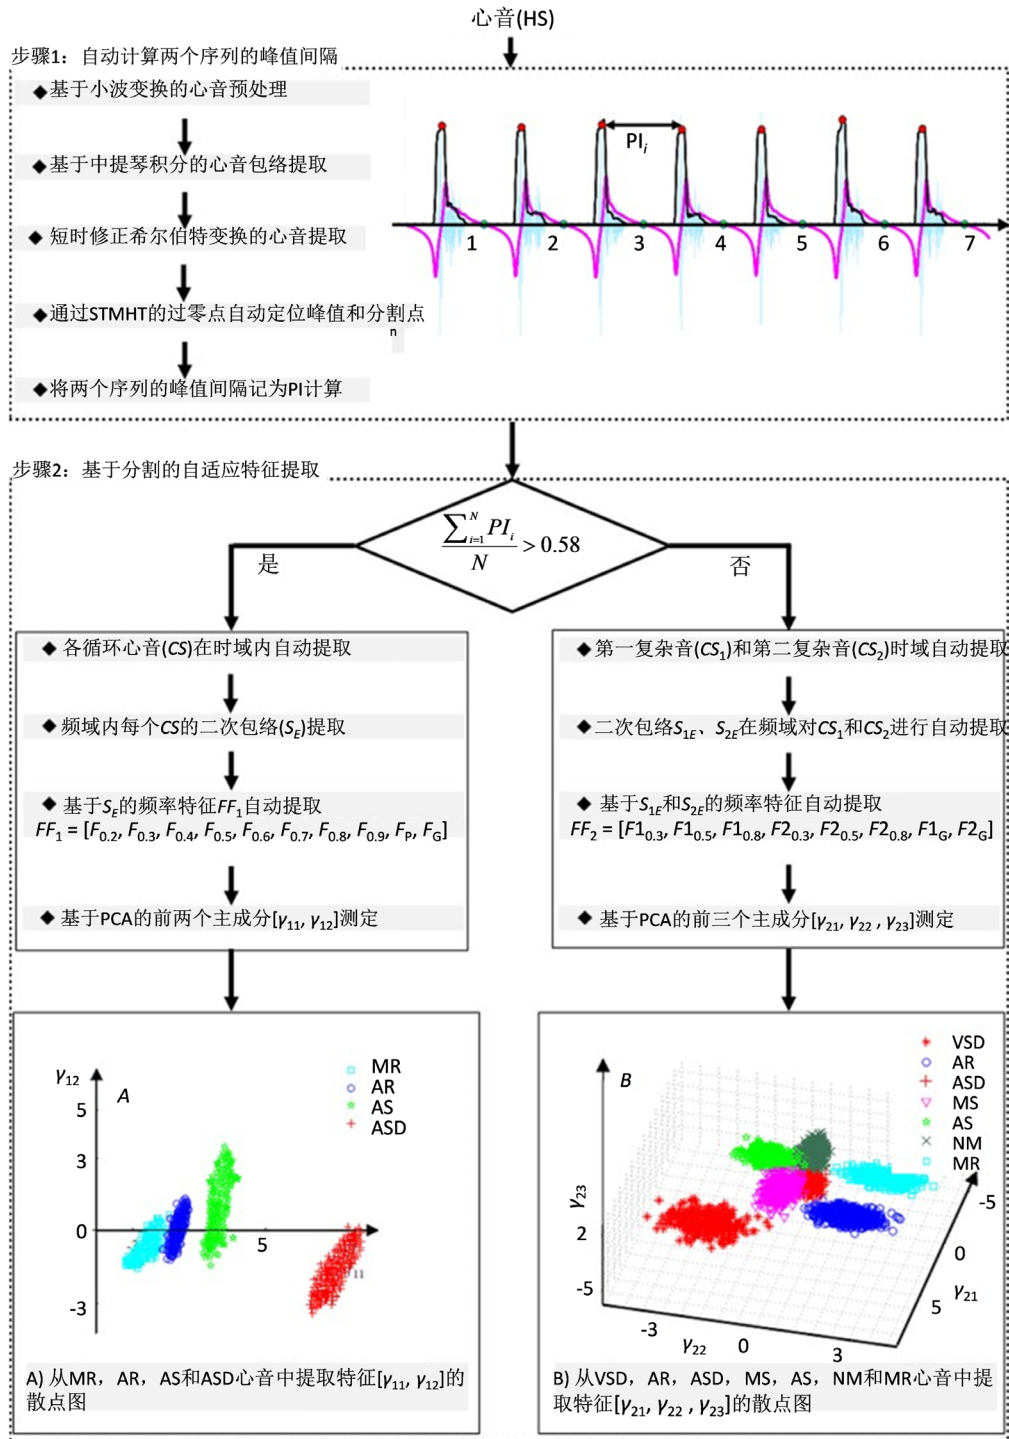 心音(HS)
步骤1：自动计算两个序列的峰值间隔
◆基于小波变换的心音预处理
◆基于中提琴积分的心音包络提取
◆短时修正希尔伯特变换的心音提取
◆通过STMHT的过零点自动定位峰值和分割点
n
◆将两个序列的峰值间隔记为PI计算
PIᵢ
1 2 3 4 5 6 7
步骤2：基于分割的自适应特征提取
∑ᵢ₌₁ᴺ PIᵢ / N > 0.58
是
否
◆各循环心音(CS)在时域内自动提取
◆频域内每个CS的二次包络(S_E)提取
◆基于S_E的频率特征FF₁自动提取
FF₁ = [F₀.₂, F₀.₃, F₀.₄, F₀.₅, F₀.₆, F₀.₇, F₀.₈, F₀.₉, F_P, F_G]
◆基于PCA的前两个主成分[γ₁₁, γ₁₂]测定
◆第一复杂音(CS₁)和第二复杂音(CS₂)时域自动提取
◆二次包络S₁E、S₂E在频域对CS₁和CS₂进行自动提取
◆基于S₁E和S₂E的频率特征自动提取
FF₂ = [F1₀.₃, F1₀.₅, F1₀.₈, F2₀.₃, F2₀.₅, F2₀.₈, F1_G, F2_G]
◆基于PCA的前三个主成分[γ₂₁, γ₂₂ , γ₂₃]测定
γ₁₂
A
5
3
0
-3
5
11
MR
AR
AS
ASD
A) 从MR，AR，AS和ASD心音中提取特征[γ₁₁, γ₁₂]的
散点图
B
VSD
AR
ASD
MS
AS
NM
MR
γ₂₃
2
-5
-3
γ₂₂
0
3
-5
0
5
γ₂₁
B) 从VSD，AR，ASD，MS，AS，NM和MR心音中提
取特征[γ₂₁, γ₂₂ , γ₂₃]的散点图